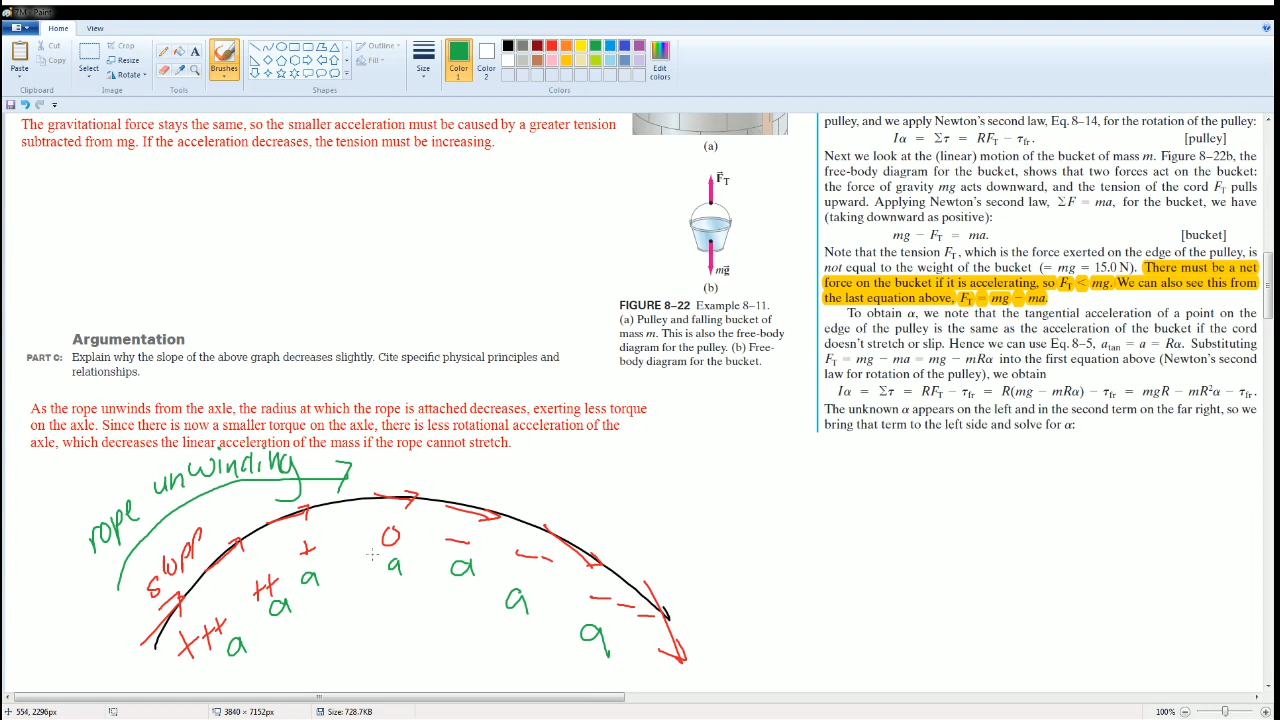 7M - Paint
Home
View
Paste
Cut
Copy
Clipboard
Select
Crop
Resize
Rotate
Image
Tools
Brushes
Outline
Fill
Shapes
Size
Color
1
Color
2
Edit
colors
Colors
The gravitational force stays the same, so the smaller acceleration must be caused by a greater tension
subtracted from mg. If the acceleration decreases, the tension must be increasing.
(a)
F⃗T
mg⃗
(b)
FIGURE 8–22 Example 8–11.
(a) Pulley and falling bucket of
mass m. This is also the free-body
diagram for the pulley. (b) Free-
body diagram for the bucket.
Argumentation
PART C: Explain why the slope of the above graph decreases slightly. Cite specific physical principles and
relationships.
As the rope unwinds from the axle, the radius at which the rope is attached decreases, exerting less torque
on the axle. Since there is now a smaller torque on the axle, there is less rotational acceleration of the
axle, which decreases the linear acceleration of the mass if the rope cannot stretch.
rope unwinding
+++ a
++ a
+ a
0 a
- a
-- a
--- a
pulley, and we apply Newton's second law, Eq. 8–14, for the rotation of the pulley:
Iα = Στ = RFT − τfr. [pulley]
Next we look at the (linear) motion of the bucket of mass m. Figure 8–22b, the
free-body diagram for the bucket, shows that two forces act on the bucket:
the force of gravity mg acts downward, and the tension of the cord FT pulls
upward. Applying Newton's second law, ΣF = ma, for the bucket, we have
(taking downward as positive):
mg − FT = ma. [bucket]
Note that the tension FT, which is the force exerted on the edge of the pulley, is
not equal to the weight of the bucket (= mg = 15.0 N). There must be a net
force on the bucket if it is accelerating, so FT < mg. We can also see this from
the last equation above, FT = mg − ma.
To obtain α, we note that the tangential acceleration of a point on the
edge of the pulley is the same as the acceleration of the bucket if the cord
doesn't stretch or slip. Hence we can use Eq. 8–5, atan = a = Rα. Substituting
FT = mg − ma = mg − mRα into the first equation above (Newton's second
law for rotation of the pulley), we obtain
Iα = Στ = RFT − τfr = R(mg − mRα) − τfr = mgR − mR²α − τfr.
The unknown α appears on the left and in the second term on the far right, so we
bring that term to the left side and solve for α:
554, 2296px
3840 × 7152px
Size: 728.7KB
100%